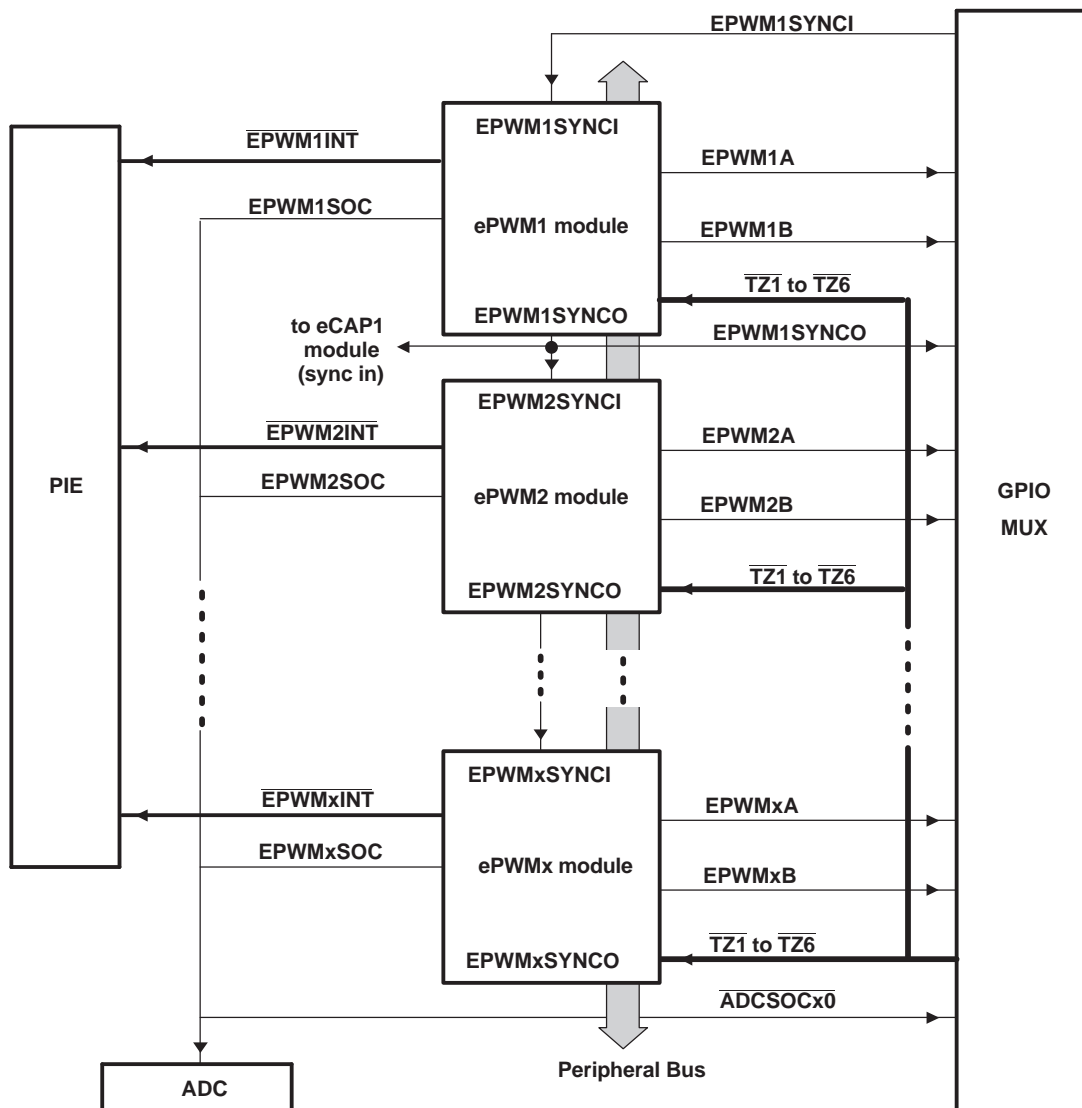 EPWM1SYNCI
EPWM1SYNCI
EPWM1INT
EPWM1A
EPWM1SOC
ePWM1 module
EPWM1B
TZ1 to TZ6
EPWM1SYNCO
to eCAP1
module
(sync in)
EPWM1SYNCO
EPWM2SYNCI
EPWM2INT
EPWM2A
PIE
EPWM2SOC
ePWM2 module
EPWM2B
GPIO
MUX
TZ1 to TZ6
EPWM2SYNCO
EPWMxSYNCI
EPWMxINT
EPWMxA
EPWMxSOC
ePWMx module
EPWMxB
TZ1 to TZ6
EPWMxSYNCO
ADCSOCx0
Peripheral Bus
ADC